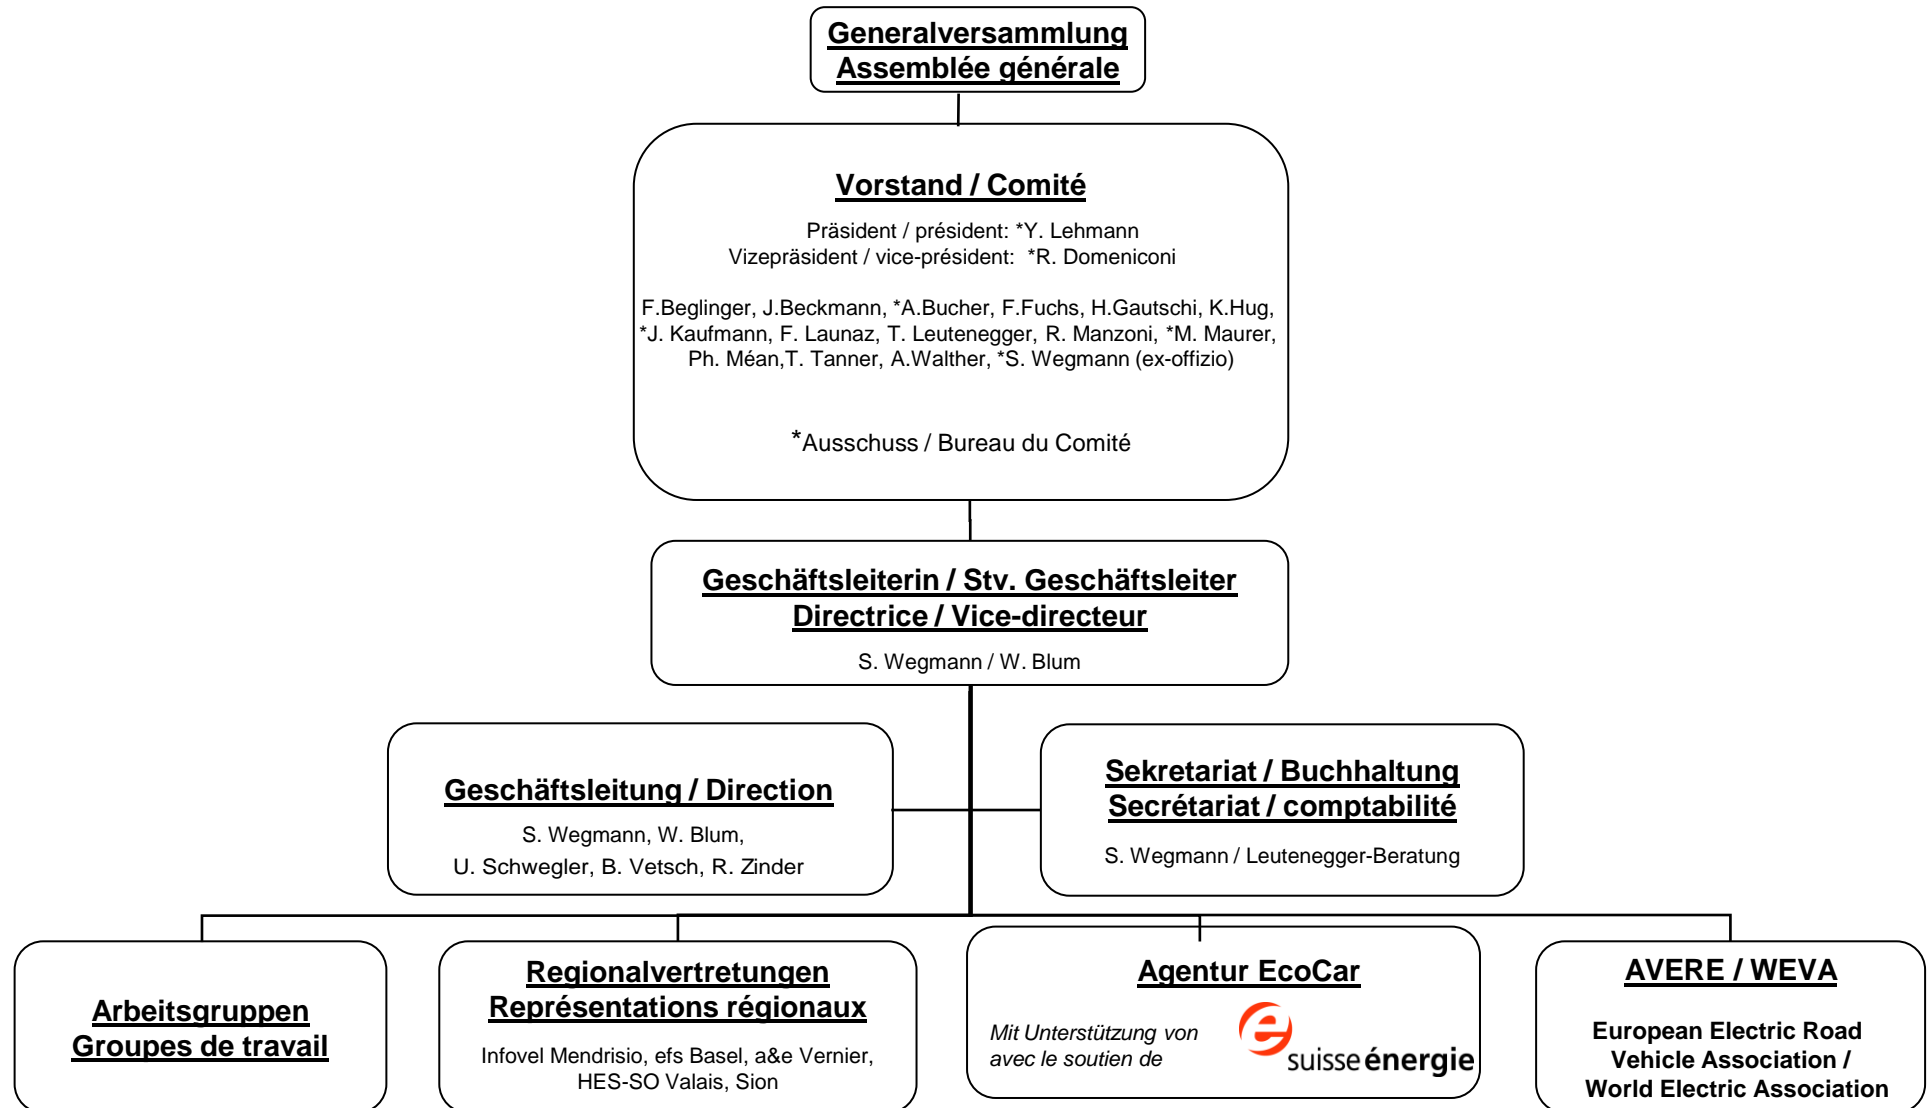 Generalversammlung
Assemblée générale
Vorstand / Comité
Präsident / président: *Y. Lehmann
Vizepräsident / vice-président: *R. Domeniconi
F.Beglinger, J.Beckmann, *A.Bucher, F.Fuchs, H.Gautschi, K.Hug,
*J. Kaufmann, F. Launaz, T. Leutenegger, R. Manzoni, *M. Maurer,
Ph. Méan,T. Tanner, A.Walther, *S. Wegmann (ex-offizio)
*Ausschuss / Bureau du Comité
Geschäftsleiterin / Stv. Geschäftsleiter
Directrice / Vice-directeur
S. Wegmann / W. Blum
Geschäftsleitung / Direction
S. Wegmann, W. Blum,
U. Schwegler, B. Vetsch, R. Zinder
Sekretariat / Buchhaltung
Secrétariat / comptabilité
S. Wegmann / Leutenegger-Beratung
Arbeitsgruppen
Groupes de travail
Regionalvertretungen
Représentations régionaux
Infovel Mendrisio, efs Basel, a&e Vernier,
HES-SO Valais, Sion
Agentur EcoCar
Mit Unterstützung von
avec le soutien de
suisseénergie
AVERE / WEVA
European Electric Road
Vehicle Association /
World Electric Association